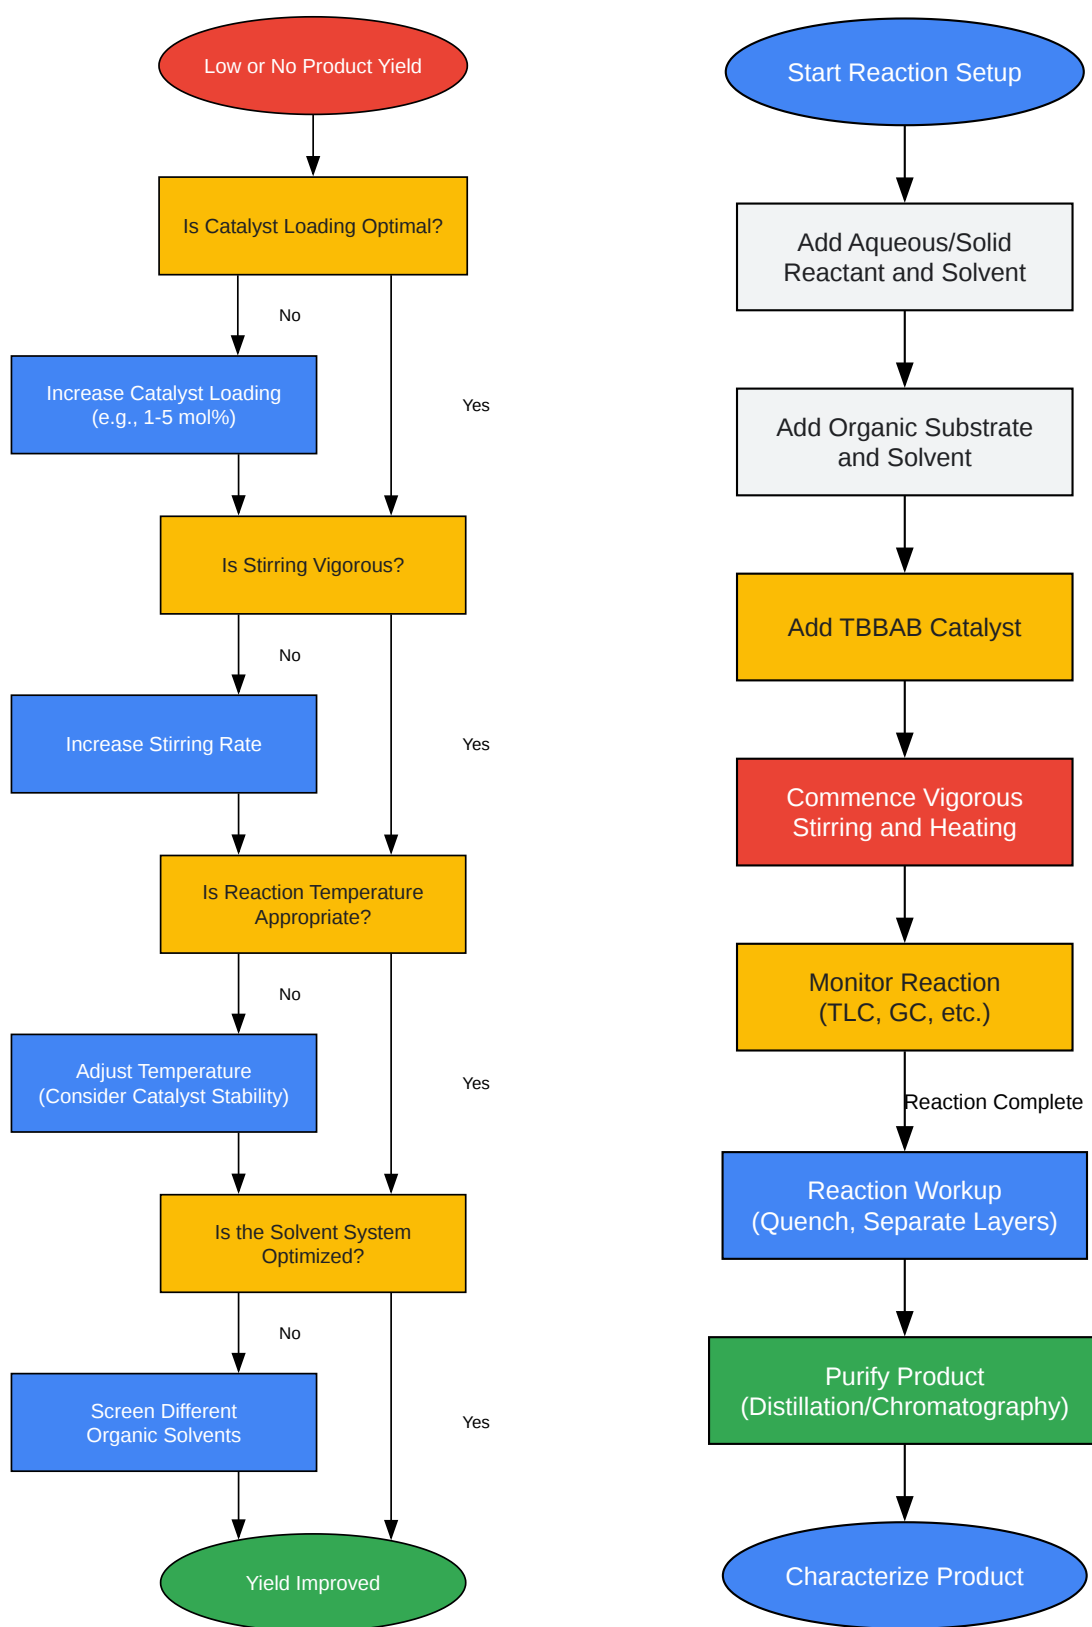 Low or No Product Yield
Is Catalyst Loading Optimal?
No
Increase Catalyst Loading
(e.g., 1-5 mol%)
Yes
Is Stirring Vigorous?
No
Increase Stirring Rate
Yes
Is Reaction Temperature
Appropriate?
No
Adjust Temperature
(Consider Catalyst Stability)
Yes
Is the Solvent System
Optimized?
No
Screen Different
Organic Solvents
Yes
Yield Improved
Start Reaction Setup
Add Aqueous/Solid
Reactant and Solvent
Add Organic Substrate
and Solvent
Add TBBAB Catalyst
Commence Vigorous
Stirring and Heating
Monitor Reaction
(TLC, GC, etc.)
Reaction Complete
Reaction Workup
(Quench, Separate Layers)
Purify Product
(Distillation/Chromatography)
Characterize Product